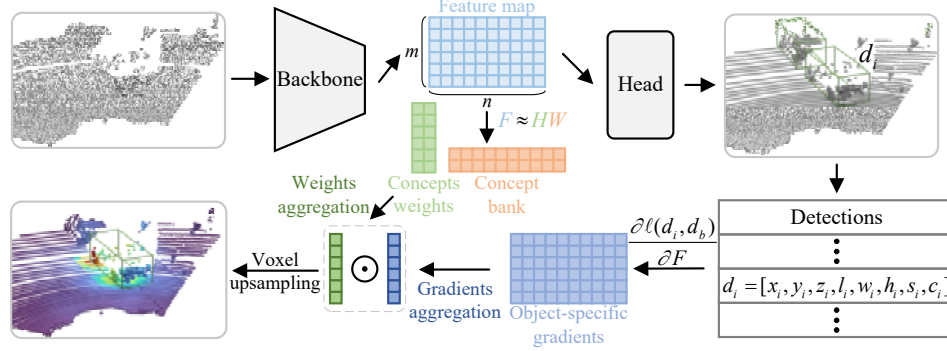 Feature map
m
n
Backbone
Head
d_i
F ≈ HW
Weights
aggregation
Concepts
weights
Concept
bank
Detections
d_i = [x_i, y_i, z_i, l_i, w_i, h_i, s_i, c_i]
∂ℓ(d_i, d_b)
∂F
Object-specific
gradients
Gradients
aggregation
Voxel
upsampling